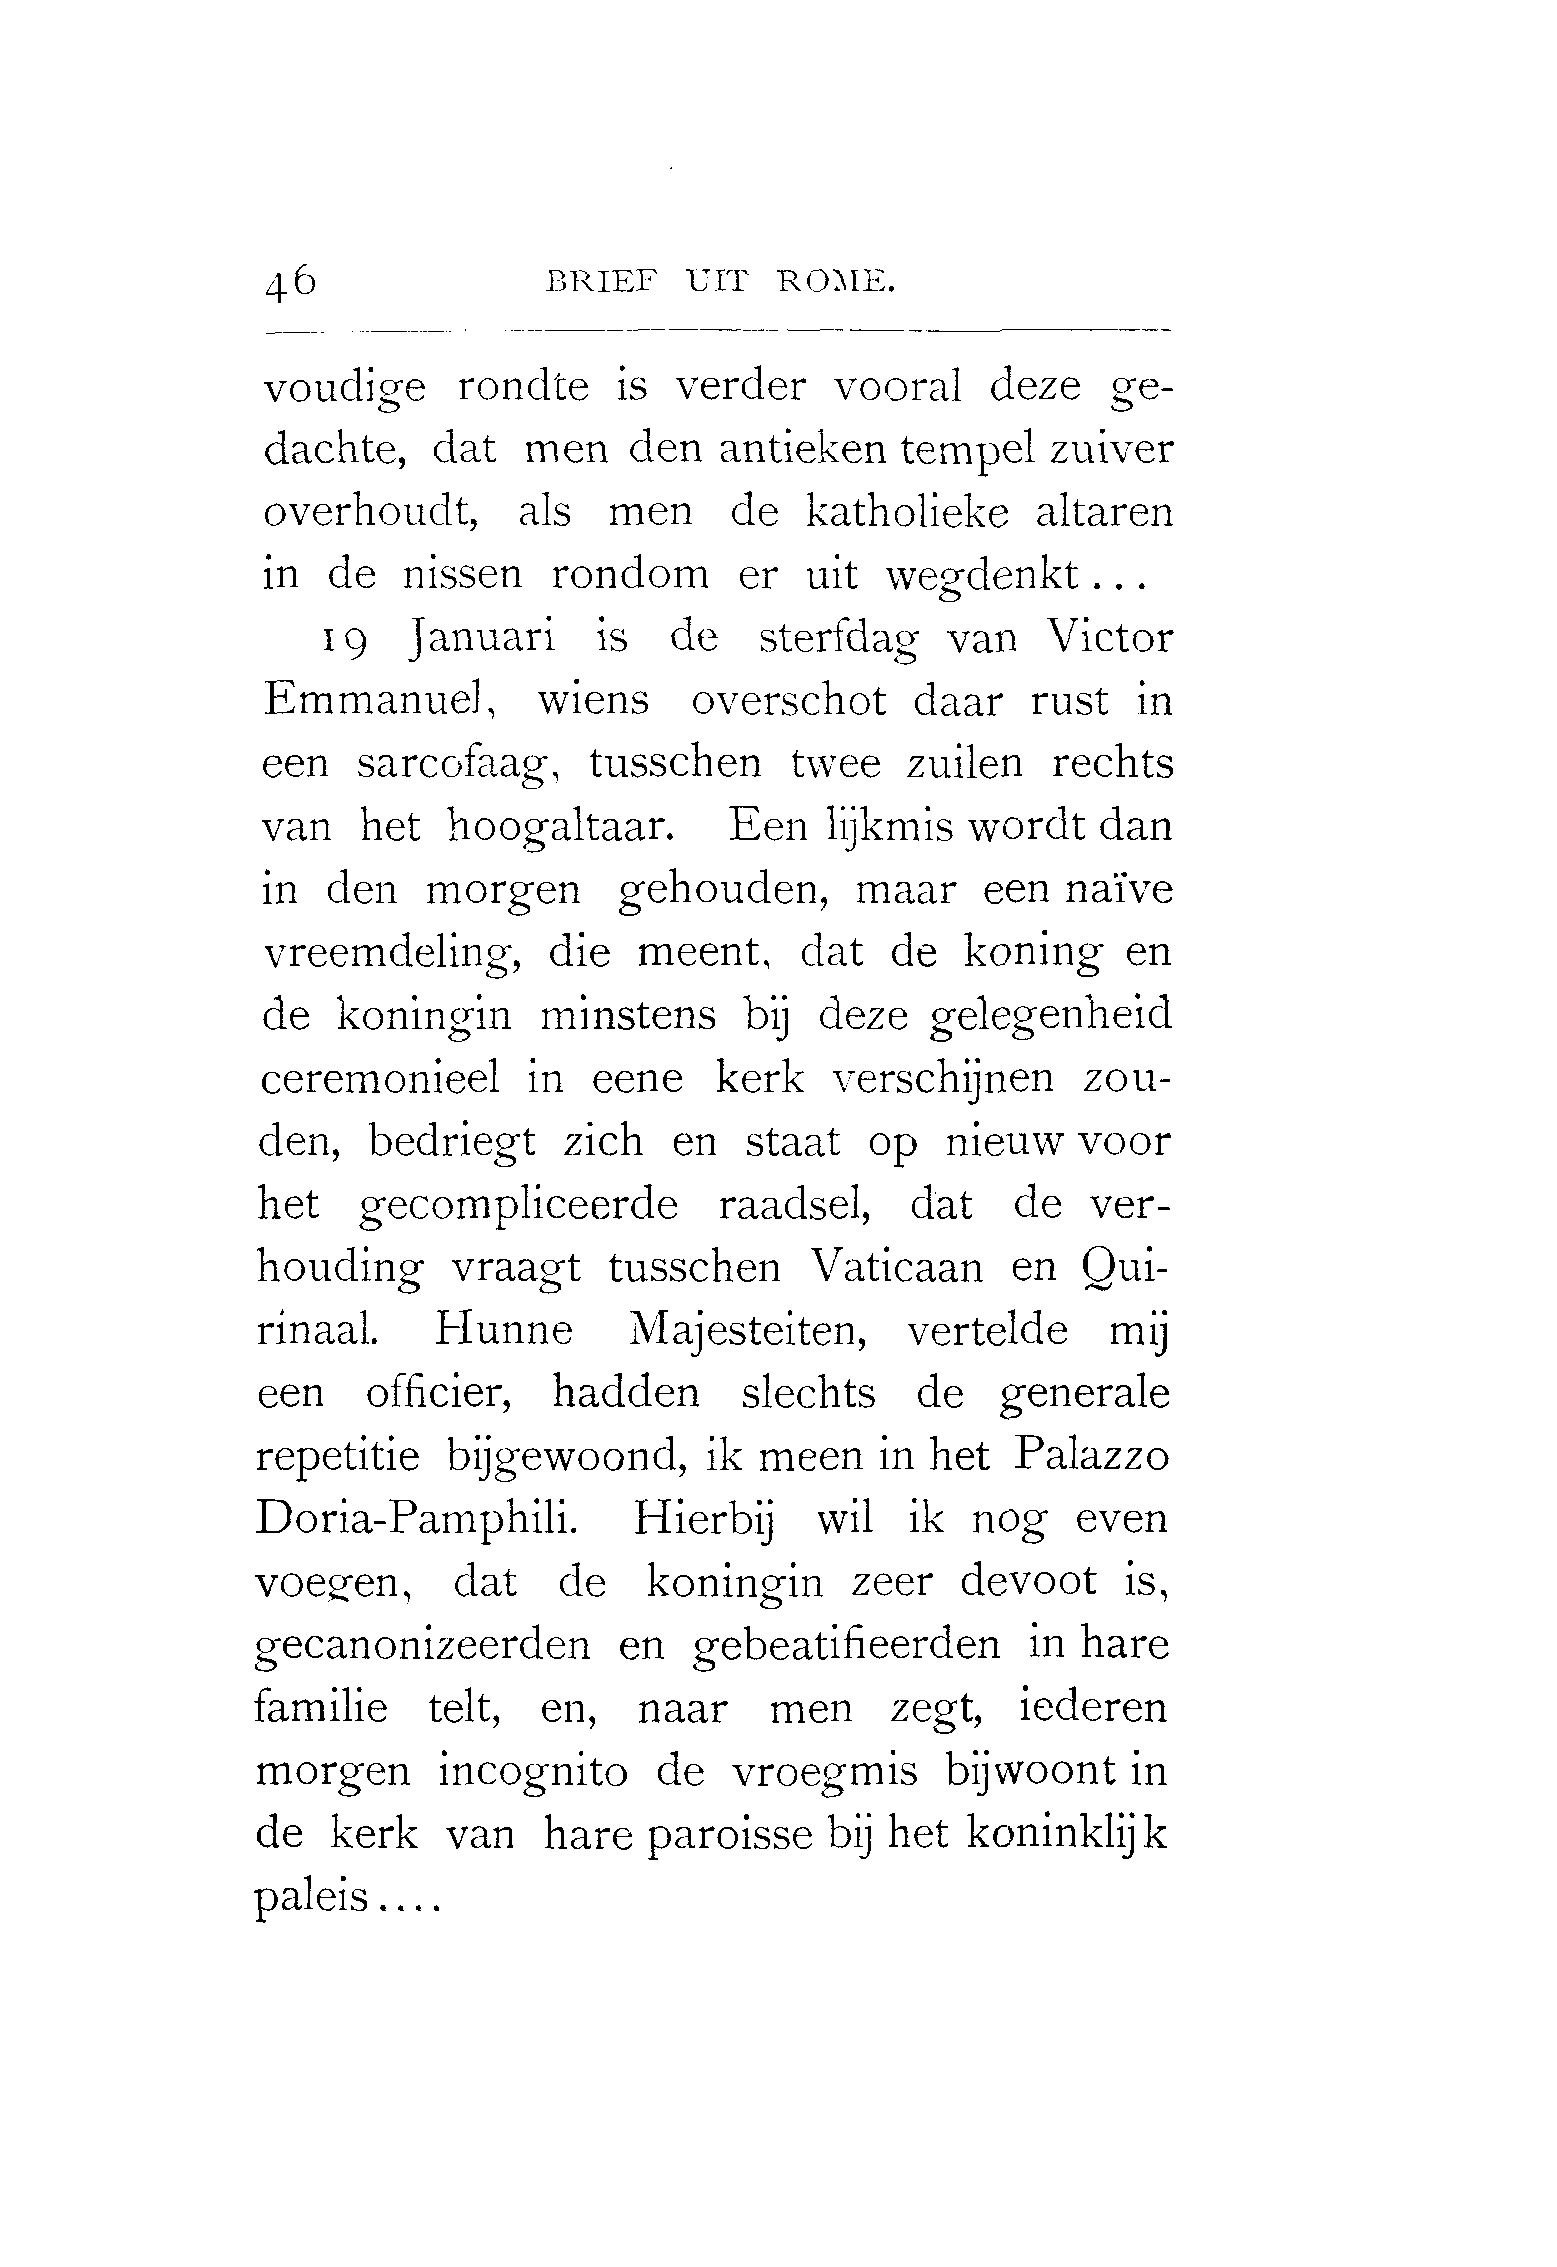 46 BRIEF UIT ROME.
voudige rondte is verder vooral deze ge-
dachte, dat men den antieken tempel zuiver
overhoudt, als men de katholieke altaren
in de nissen rondom er uit wegdenkt...
19 Januari is de sterfdag van Victor
Emmanuel, wiens overschot daar rust in
een sarcofaag, tusschen twee zuilen rechts
van het hoogaltaar. Een lijkmis wordt dan
in den morgen gehouden, maar een naïve
vreemdeling, die meent, dat de koning en
de koningin minstens bij deze gelegenheid
ceremonieel in eene kerk verschijnen zou-
den, bedriegt zich en staat op nieuw voor
het gecompliceerde raadsel, dat de ver-
houding vraagt tusschen Vaticaan en Qui-
rinaal. Hunne Majesteiten, vertelde mij
een officier, hadden slechts de generale
repetitie bijgewoond, ik meen in het Palazzo
Doria-Pamphili. Hierbij wil ik nog even
voegen, dat de koningin zeer devoot is,
gecanonizeerden en gebeatifieerden in hare
familie telt, en, naar men zegt, iederen
morgen incognito de vroegmis bijwoont in
de kerk van hare paroisse bij het koninklijk
paleis....